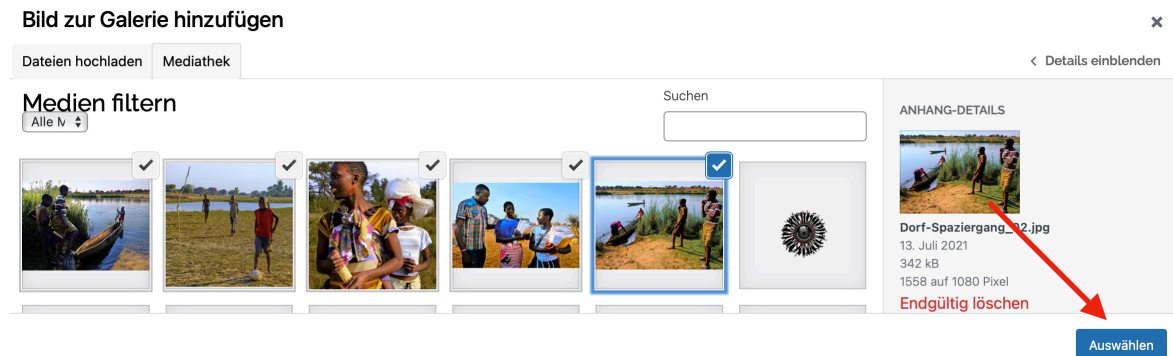 Bild zur Galerie hinzufügen
Dateien hochladen
Mediathek
Details einblenden
Medien filtern
Alle M
Suchen
ANHANG-DETAILS
Dorf-Spaziergang_02.jpg
13. Juli 2021
342 kB
1558 auf 1080 Pixel
Endgültig löschen
Auswählen